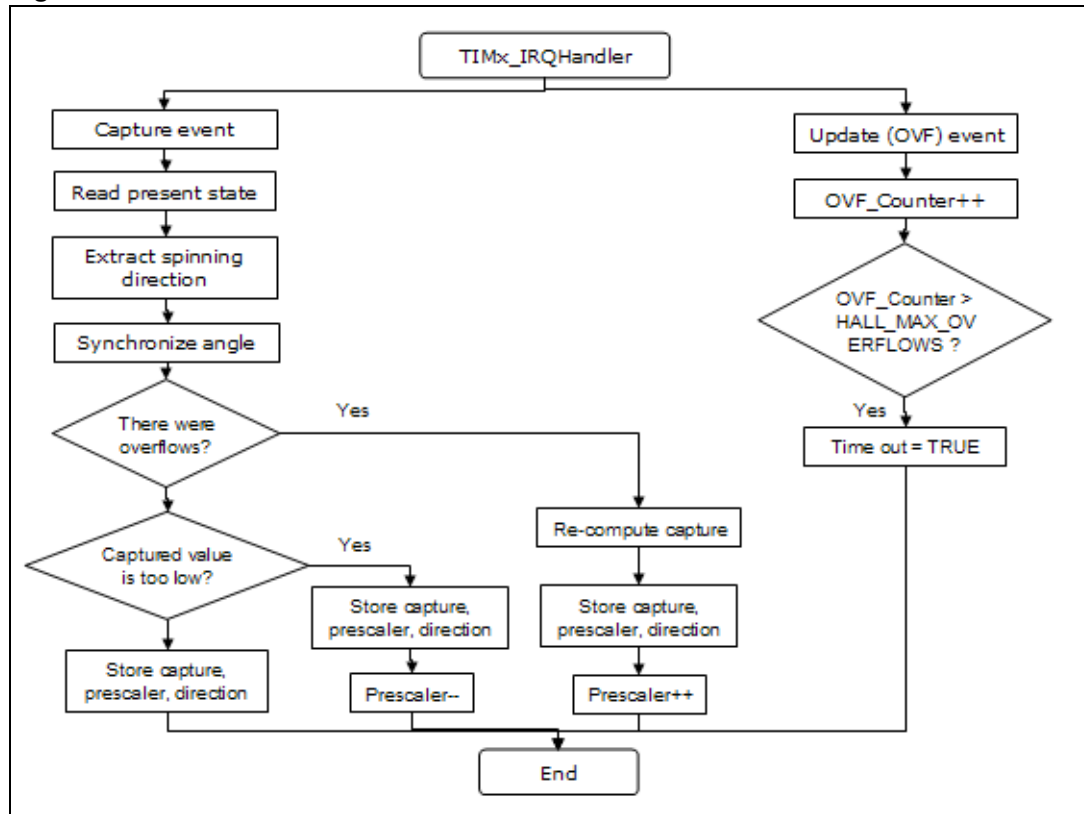 TIMx_IRQHandler
Capture event
Read present state
Extract spinning
direction
Synchronize angle
There were
overflows?
Yes
Captured value
is too low?
Yes
Store capture,
prescaler, direction
Store capture,
prescaler, direction
Prescaler--
Re-compute capture
Store capture,
prescaler, direction
Prescaler++
Update (OVF) event
OVF_Counter++
OVF_Counter >
HALL_MAX_OV
ERFLOWS ?
Yes
Time out = TRUE
End